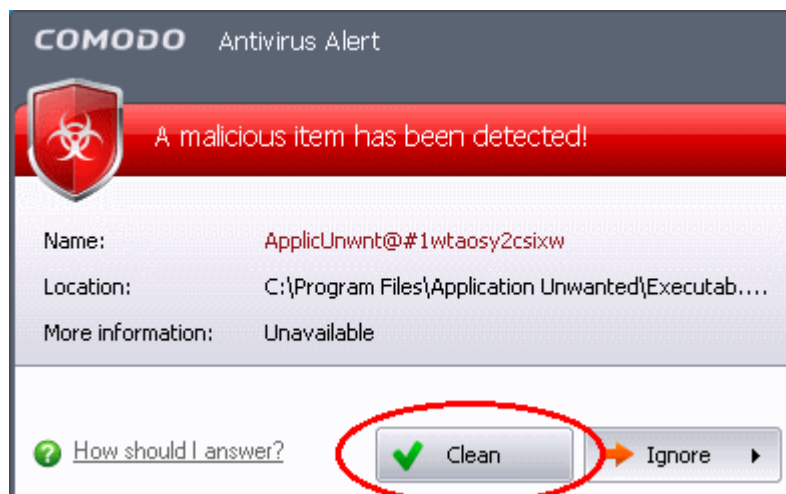 COMODO Antivirus Alert
A malicious item has been detected!
Name: ApplicUnwnt@#1wtaosy2csixw
Location: C:\Program Files\Application Unwanted\Executab....
More information: Unavailable
How should I answer? Clean Ignore